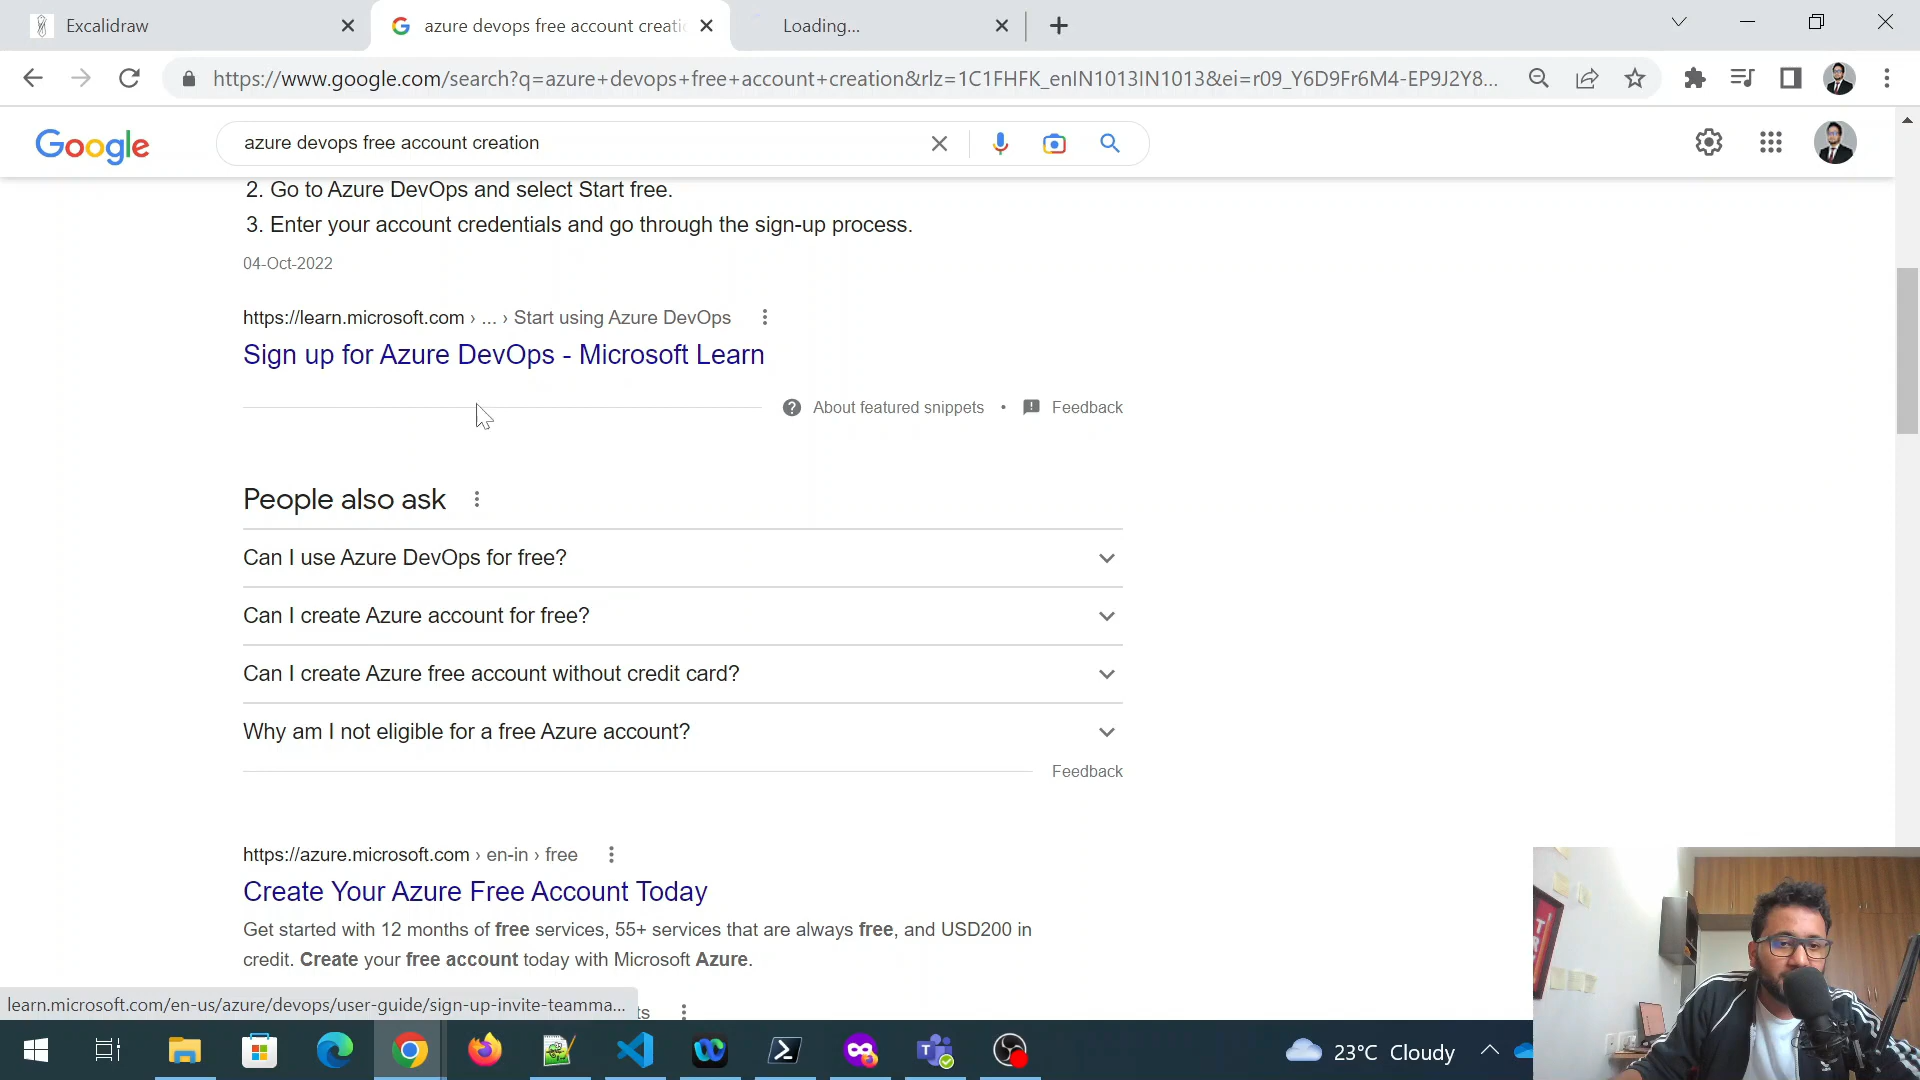 Excalidraw
azure devops free account creati
Loading...
https://www.google.com/search?q=azure+devops+free+account+creation&rlz=1C1FHFK_enIN1013IN1013&ei=r09_Y6D9Fr6M4-EP9J2Y8...
Google
azure devops free account creation
2. Go to Azure DevOps and select Start free.
3. Enter your account credentials and go through the sign-up process.
04-Oct-2022
https://learn.microsoft.com › ... › Start using Azure DevOps
Sign up for Azure DevOps - Microsoft Learn
About featured snippets • Feedback
People also ask
Can I use Azure DevOps for free?
Can I create Azure account for free?
Can I create Azure free account without credit card?
Why am I not eligible for a free Azure account?
Feedback
https://azure.microsoft.com › en-in › free
Create Your Azure Free Account Today
Get started with 12 months of free services, 55+ services that are always free, and USD200 in
credit. Create your free account today with Microsoft Azure.
learn.microsoft.com/en-us/azure/devops/user-guide/sign-up-invite-teamma...
23°C Cloudy